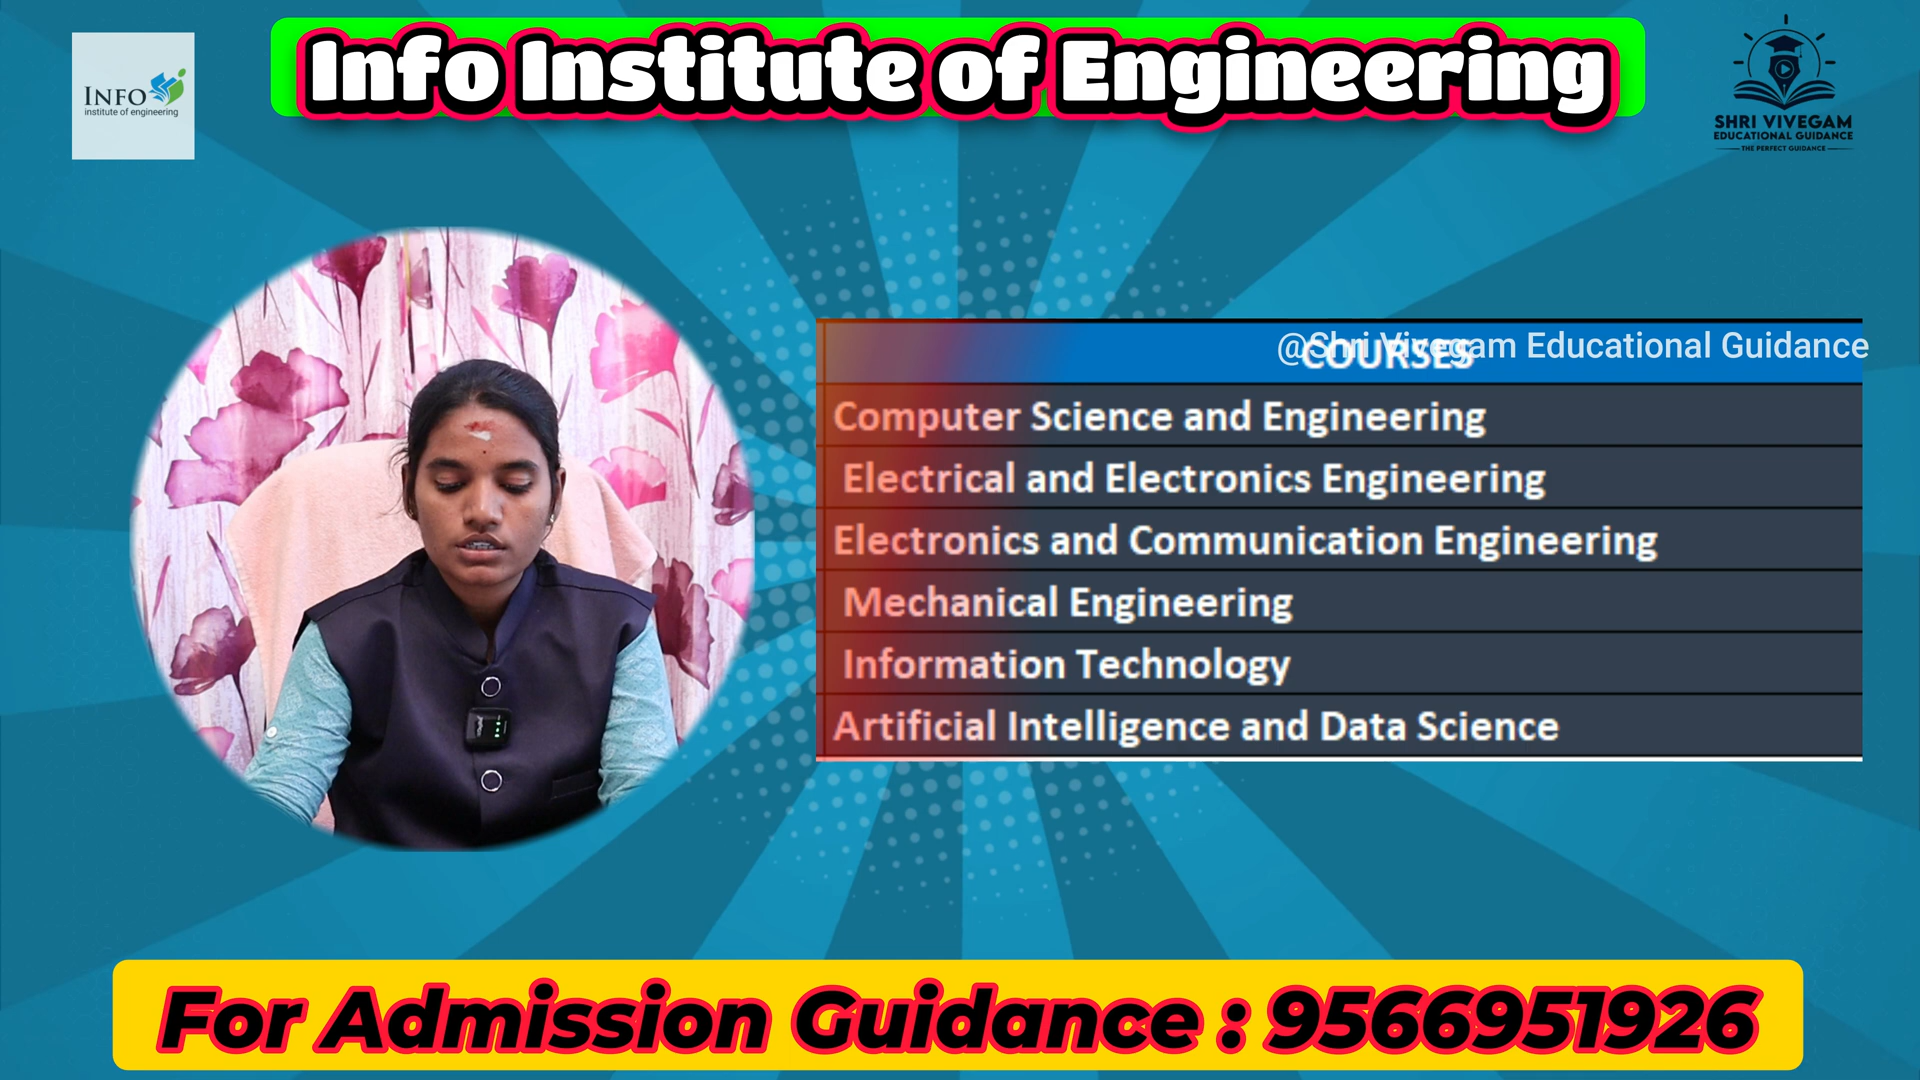 Info Institute of Engineering
INFO
institute of engineering
SHRI VIVEGAM
EDUCATIONAL GUIDANCE
THE PERFECT GUIDANCE
@Shri Vivegam Educational Guidance
COURSES
Computer Science and Engineering
Electrical and Electronics Engineering
Electronics and Communication Engineering
Mechanical Engineering
Information Technology
Artificial Intelligence and Data Science
For Admission Guidance : 9566951926